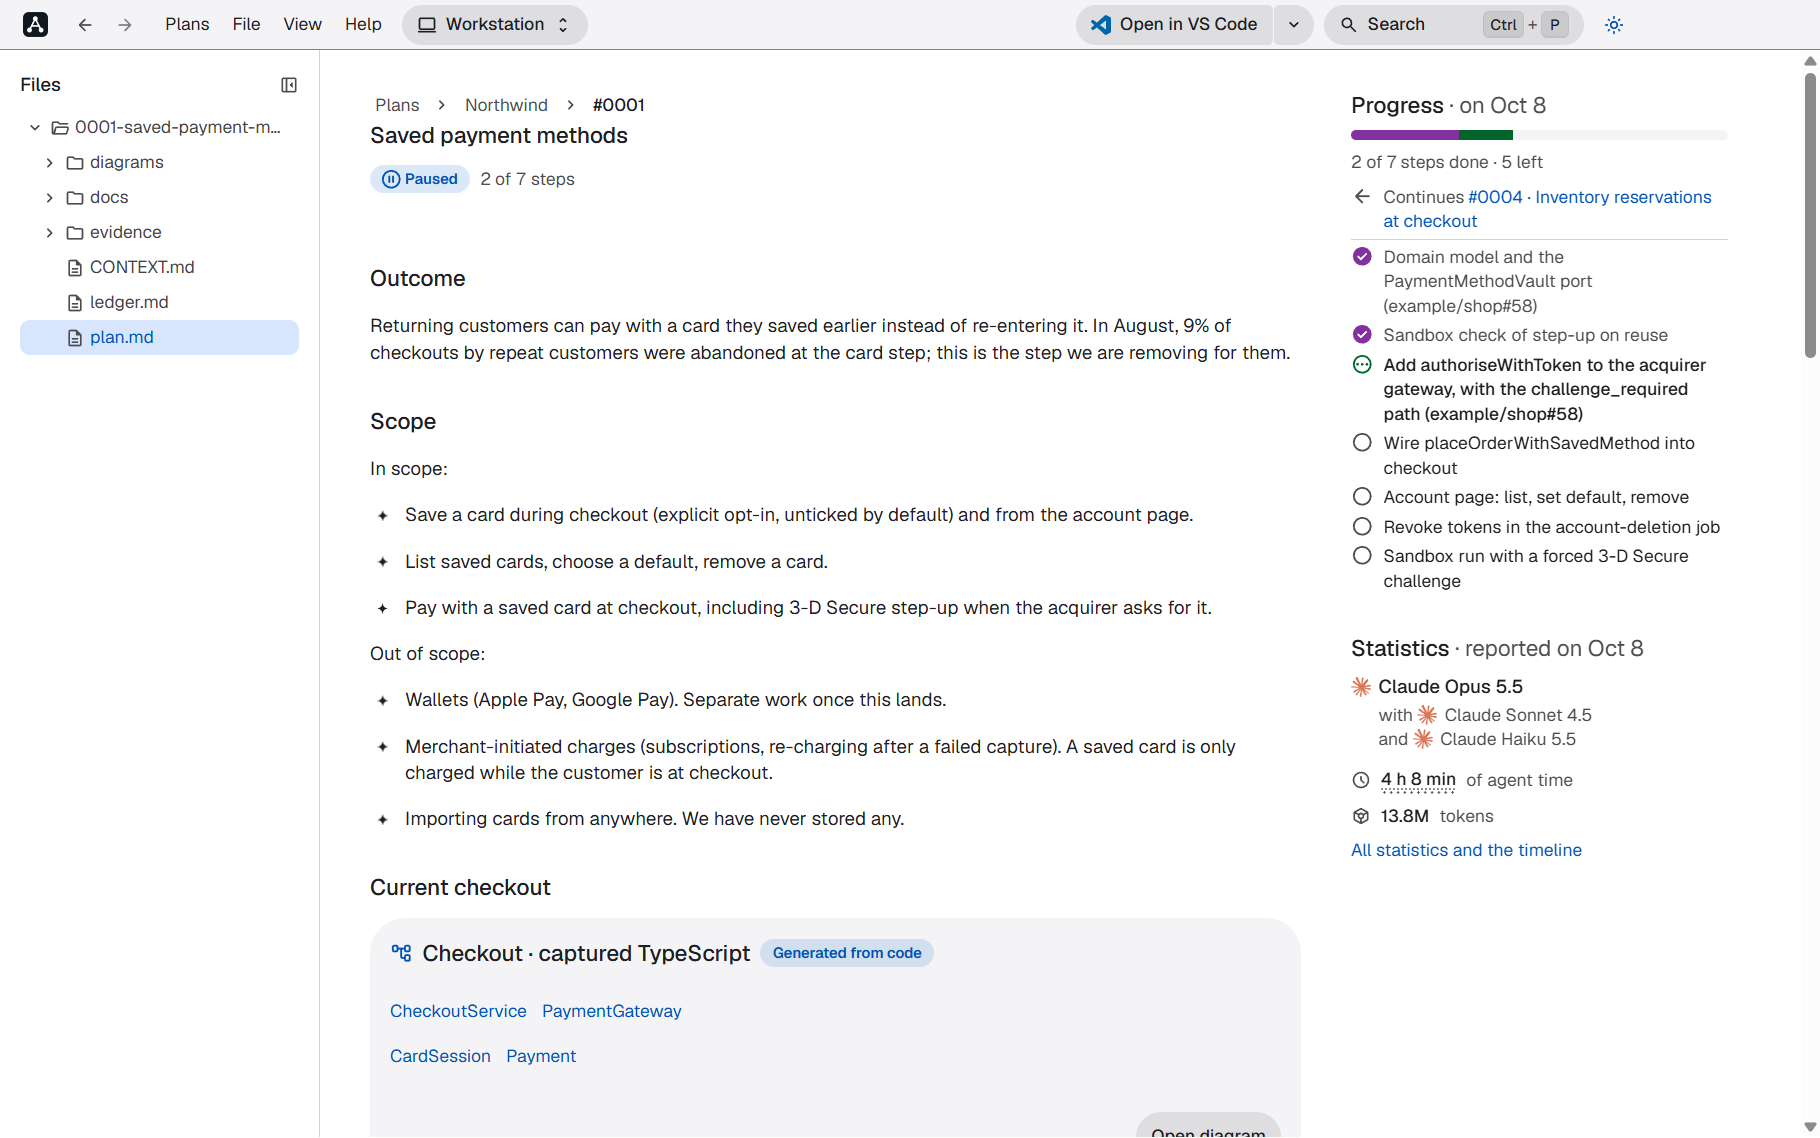 Plans
File
View
Help
Workstation
Open in VS Code
Search
Ctrl + P
Files
0001-saved-payment-m...
diagrams
docs
evidence
CONTEXT.md
ledger.md
plan.md
Plans > Northwind > #0001
Saved payment methods
Paused
2 of 7 steps
Outcome
Returning customers can pay with a card they saved earlier instead of re-entering it. In August, 9% of
checkouts by repeat customers were abandoned at the card step; this is the step we are removing for them.
Scope
In scope:
Save a card during checkout (explicit opt-in, unticked by default) and from the account page.
List saved cards, choose a default, remove a card.
Pay with a saved card at checkout, including 3-D Secure step-up when the acquirer asks for it.
Out of scope:
Wallets (Apple Pay, Google Pay). Separate work once this lands.
Merchant-initiated charges (subscriptions, re-charging after a failed capture). A saved card is only
charged while the customer is at checkout.
Importing cards from anywhere. We have never stored any.
Current checkout
Checkout · captured TypeScript
Generated from code
CheckoutService PaymentGateway
CardSession Payment
Open diagram
Progress · on Oct 8
2 of 7 steps done · 5 left
Continues #0004 · Inventory reservations
at checkout
Domain model and the
PaymentMethodVault port
(example/shop#58)
Sandbox check of step-up on reuse
Add authoriseWithToken to the acquirer
gateway, with the challenge_required
path (example/shop#58)
Wire placeOrderWithSavedMethod into
checkout
Account page: list, set default, remove
Revoke tokens in the account-deletion job
Sandbox run with a forced 3-D Secure
challenge
Statistics · reported on Oct 8
Claude Opus 5.5
with Claude Sonnet 4.5
and Claude Haiku 5.5
4 h 8 min of agent time
13.8M tokens
All statistics and the timeline